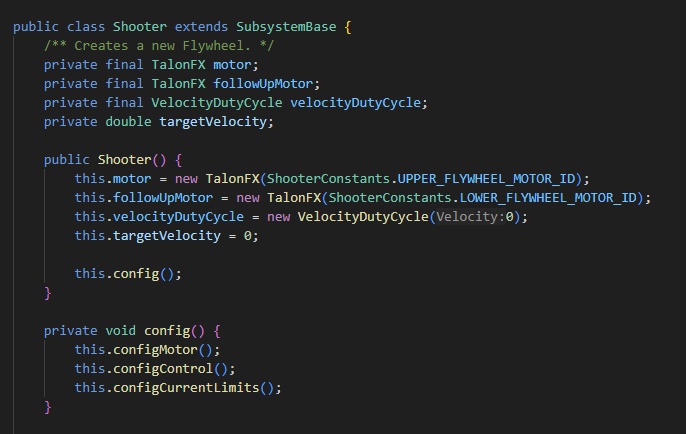 public class Shooter extends SubsystemBase {
/** Creates a new Flywheel. */
private final TalonFX motor;
private final TalonFX followUpMotor;
private final VelocityDutyCycle velocityDutyCycle;
private double targetVelocity;
public Shooter() {
this.motor = new TalonFX(ShooterConstants.UPPER_FLYWHEEL_MOTOR_ID);
this.followUpMotor = new TalonFX(ShooterConstants.LOWER_FLYWHEEL_MOTOR_ID);
this.velocityDutyCycle = new VelocityDutyCycle(Velocity:0);
this.targetVelocity = 0;
this.config();
}
private void config() {
this.configMotor();
this.configControl();
this.configCurrentLimits();
}